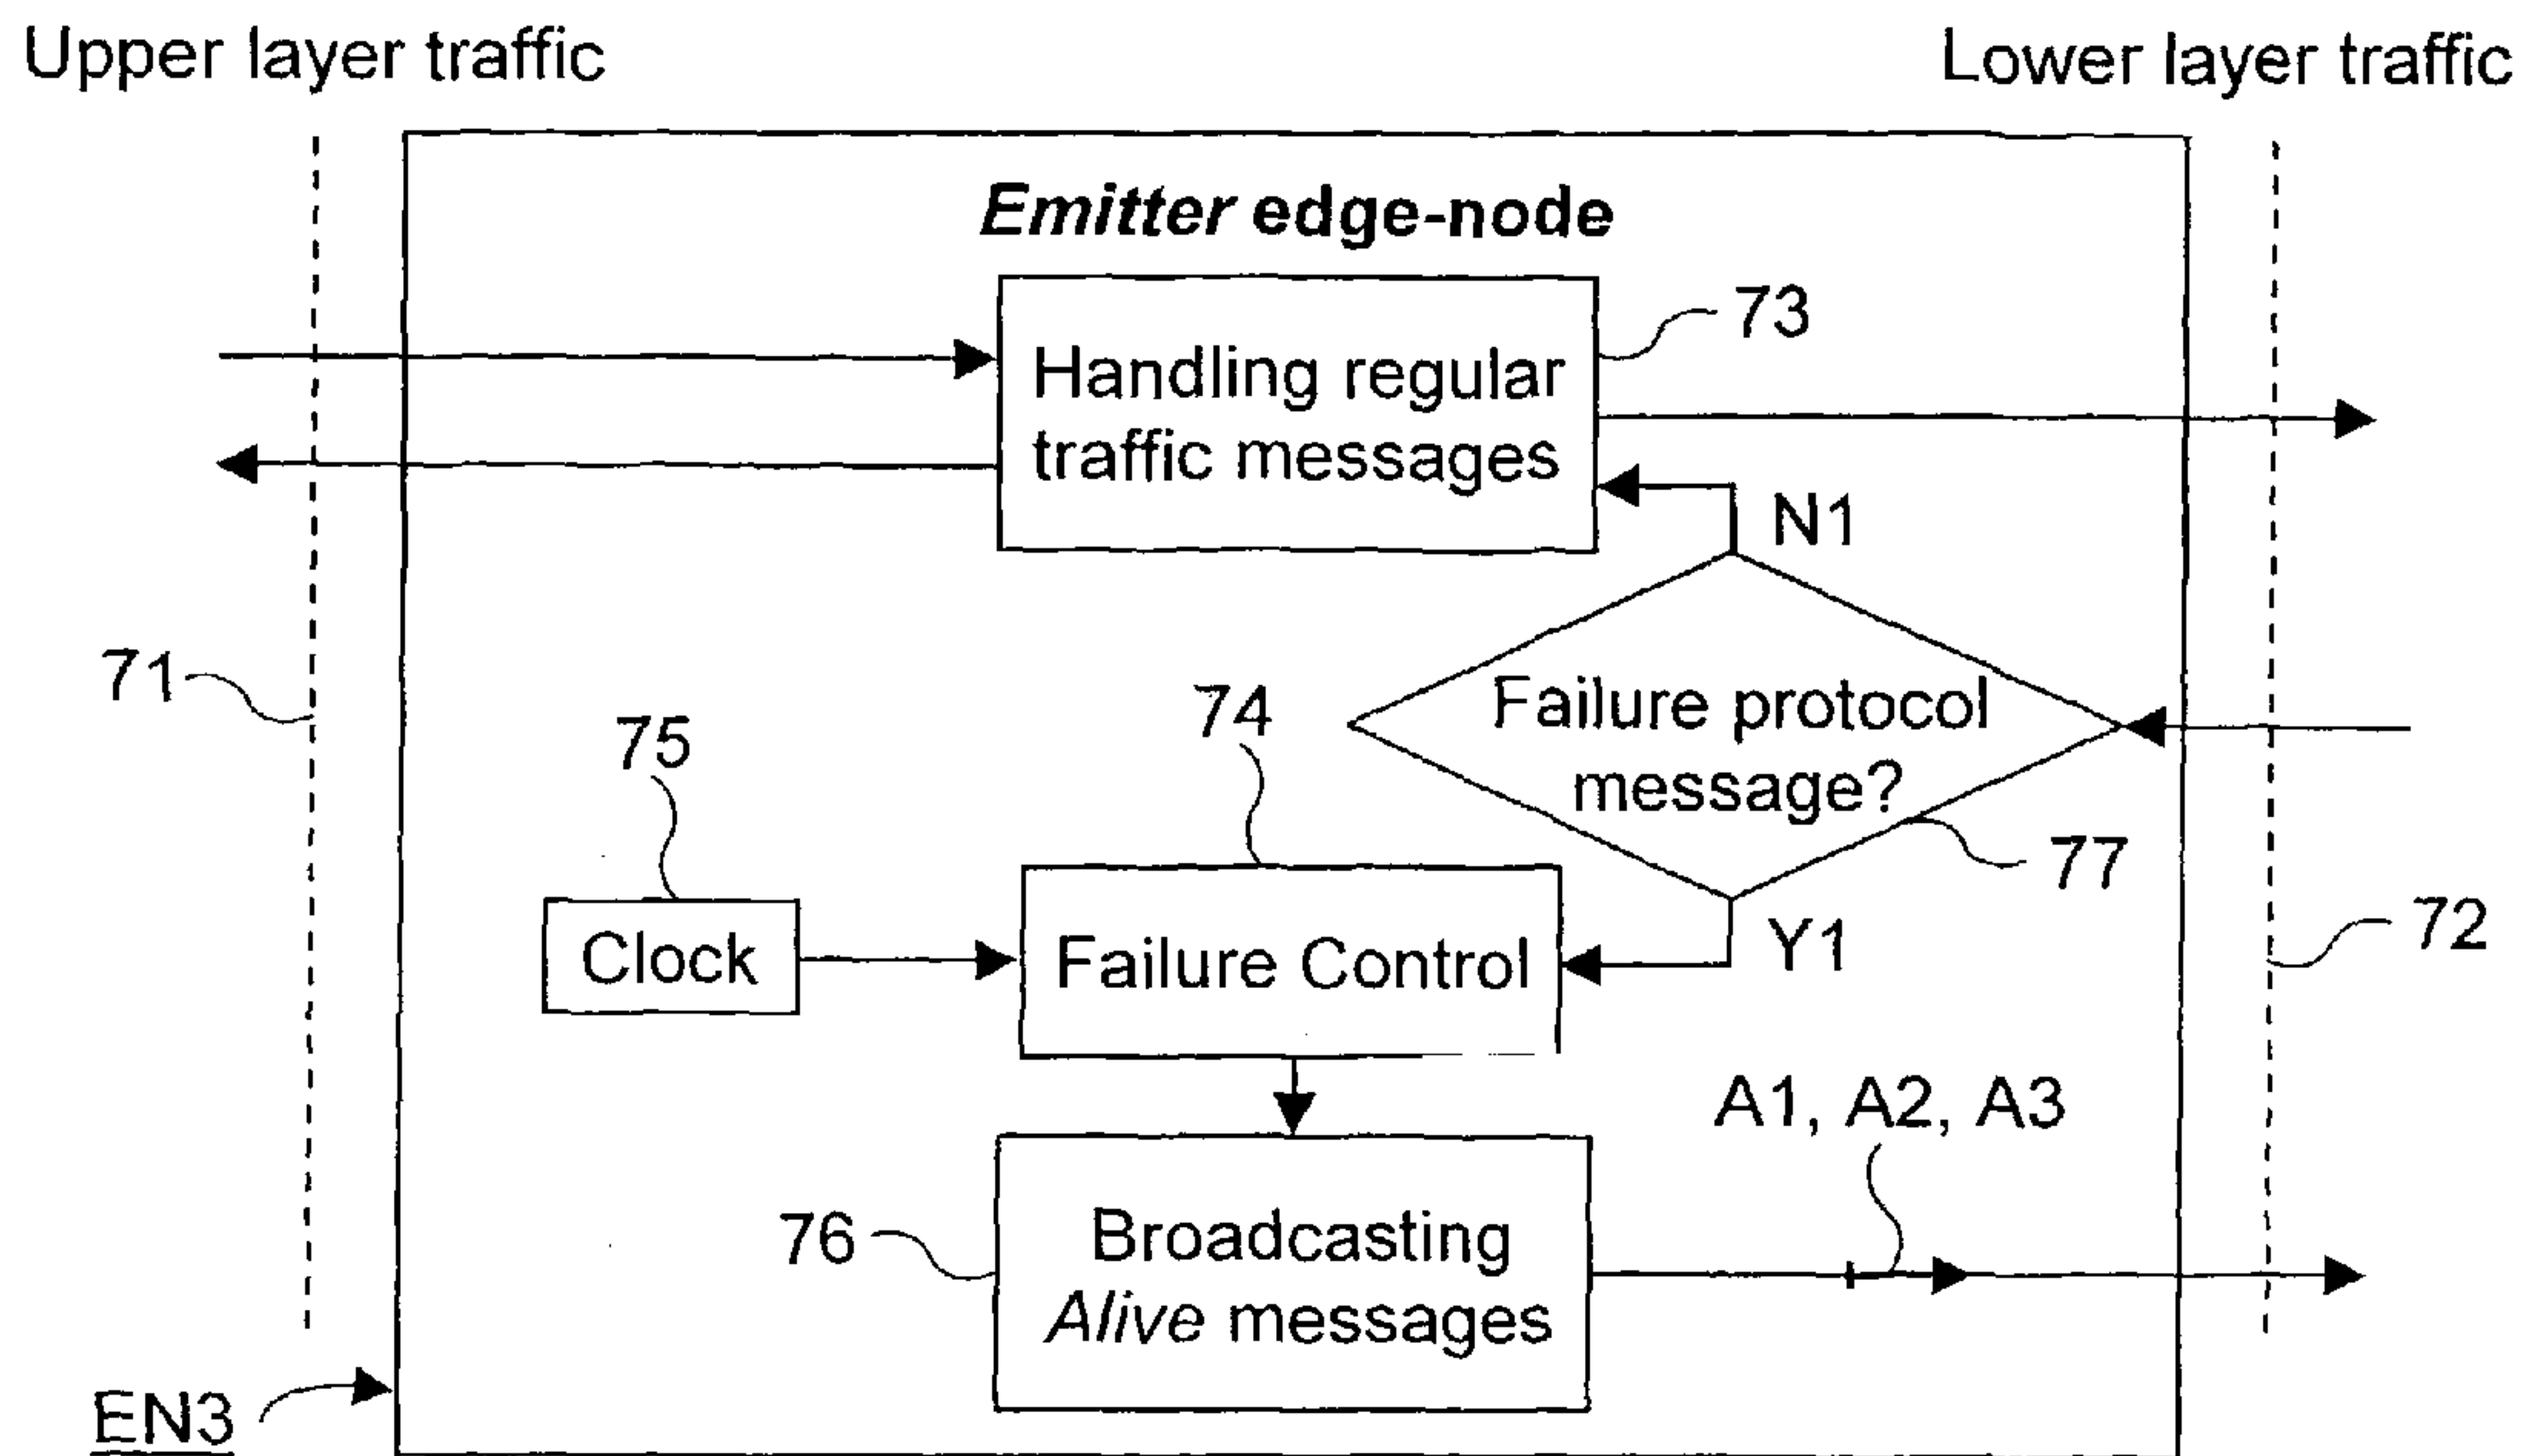 Upper layer traffic
Lower layer traffic
Emitter edge-node
73
Handling regular
traffic messages
N1
71
74
Failure protocol
message?
75
77
72
Clock
Failure Control
Y1
A1, A2, A3
76
Broadcasting
Alive messages
EN3